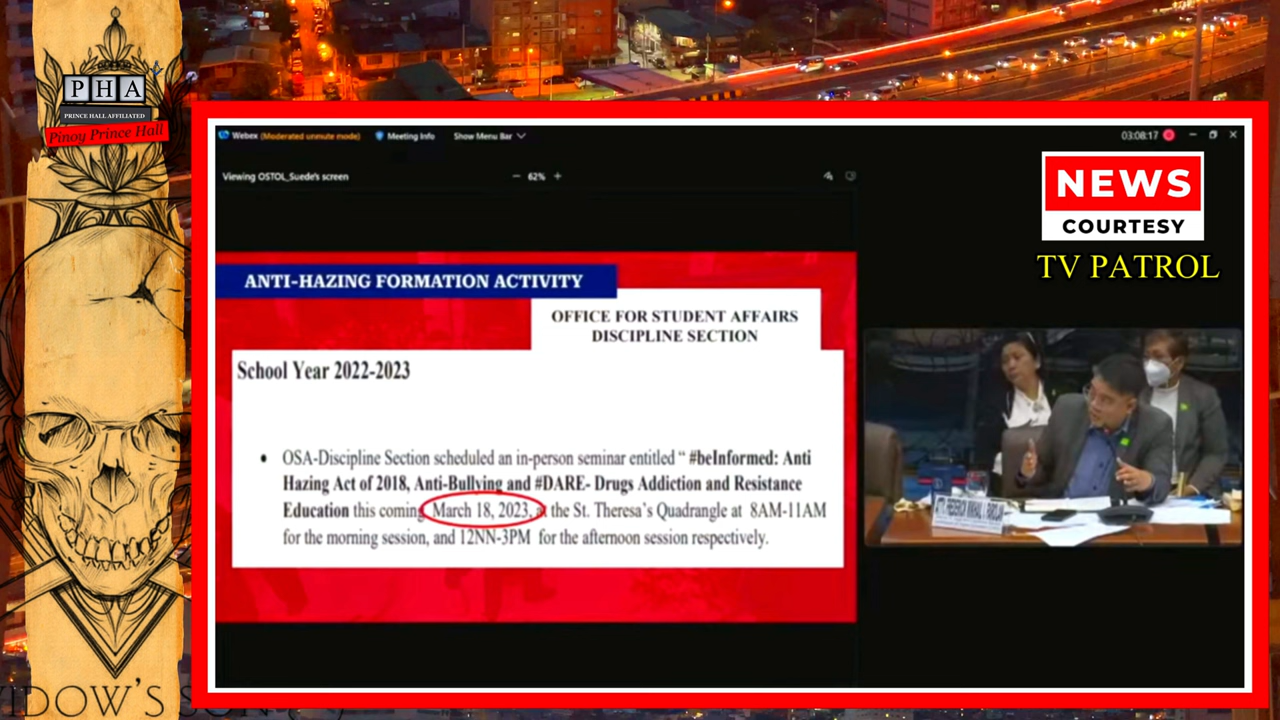 PHA
PRINCE HALL AFFILIATED
Pinoy Prince Hall
Webex (Moderated unmute mode) Meeting Info Show Menu Bar 03:08:17
Viewing OSTOL_Suede's screen − 62% +
NEWS
COURTESY
TV PATROL
ANTI-HAZING FORMATION ACTIVITY
OFFICE FOR STUDENT AFFAIRS
DISCIPLINE SECTION
School Year 2022-2023
• OSA-Discipline Section scheduled an in-person seminar entitled “ #beInformed: Anti
Hazing Act of 2018, Anti-Bullying and #DARE- Drugs Addiction and Resistance
Education this coming March 18, 2023, at the St. Theresa's Quadrangle at 8AM-11AM
for the morning session, and 12NN-3PM for the afternoon session respectively.
WIDOW'S